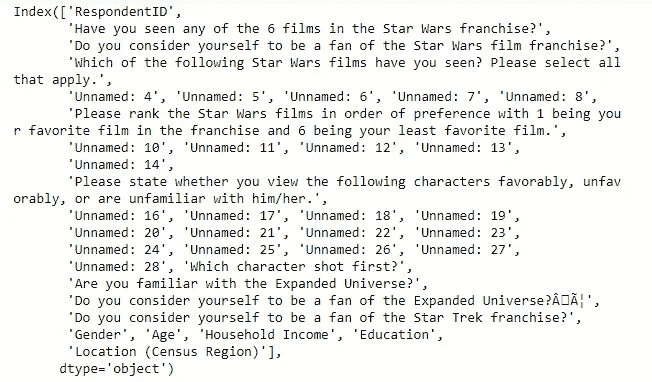 Index(['RespondentID',
'Have you seen any of the 6 films in the Star Wars franchise?',
'Do you consider yourself to be a fan of the Star Wars film franchise?',
'Which of the following Star Wars films have you seen? Please select all
that apply.',
'Unnamed: 4', 'Unnamed: 5', 'Unnamed: 6', 'Unnamed: 7', 'Unnamed: 8',
'Please rank the Star Wars films in order of preference with 1 being you
r favorite film in the franchise and 6 being your least favorite film.',
'Unnamed: 10', 'Unnamed: 11', 'Unnamed: 12', 'Unnamed: 13',
'Unnamed: 14',
'Please state whether you view the following characters favorably, unfav
orably, or are unfamiliar with him/her.',
'Unnamed: 16', 'Unnamed: 17', 'Unnamed: 18', 'Unnamed: 19',
'Unnamed: 20', 'Unnamed: 21', 'Unnamed: 22', 'Unnamed: 23',
'Unnamed: 24', 'Unnamed: 25', 'Unnamed: 26', 'Unnamed: 27',
'Unnamed: 28', 'Which character shot first?',
'Are you familiar with the Expanded Universe?',
'Do you consider yourself to be a fan of the Expanded Universe?Â□Ã¦',
'Do you consider yourself to be a fan of the Star Trek franchise?',
'Gender', 'Age', 'Household Income', 'Education',
'Location (Census Region)'],
dtype='object')